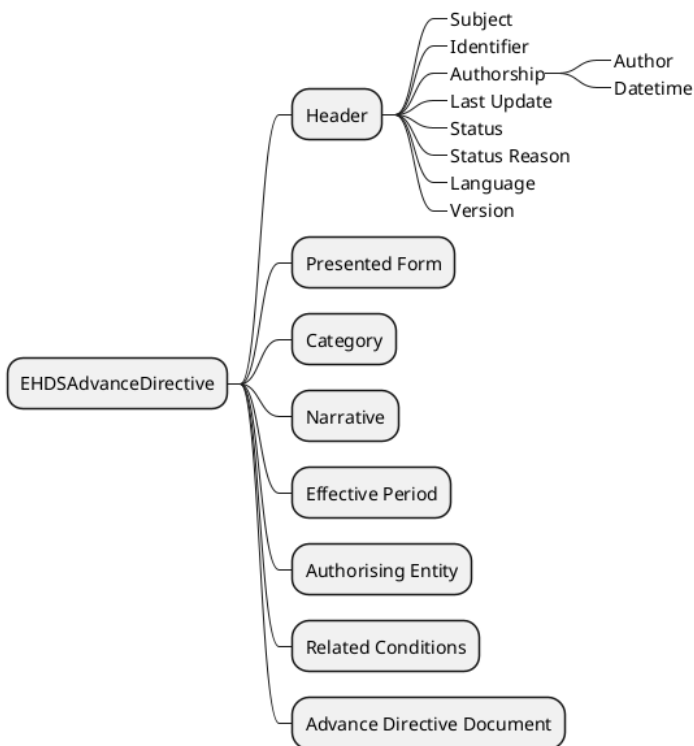 Subject
Identifier
Authorship
Author
Datetime
Last Update
Status
Status Reason
Language
Version
Header
Presented Form
Category
EHDSAdvanceDirective
Narrative
Effective Period
Authorising Entity
Related Conditions
Advance Directive Document